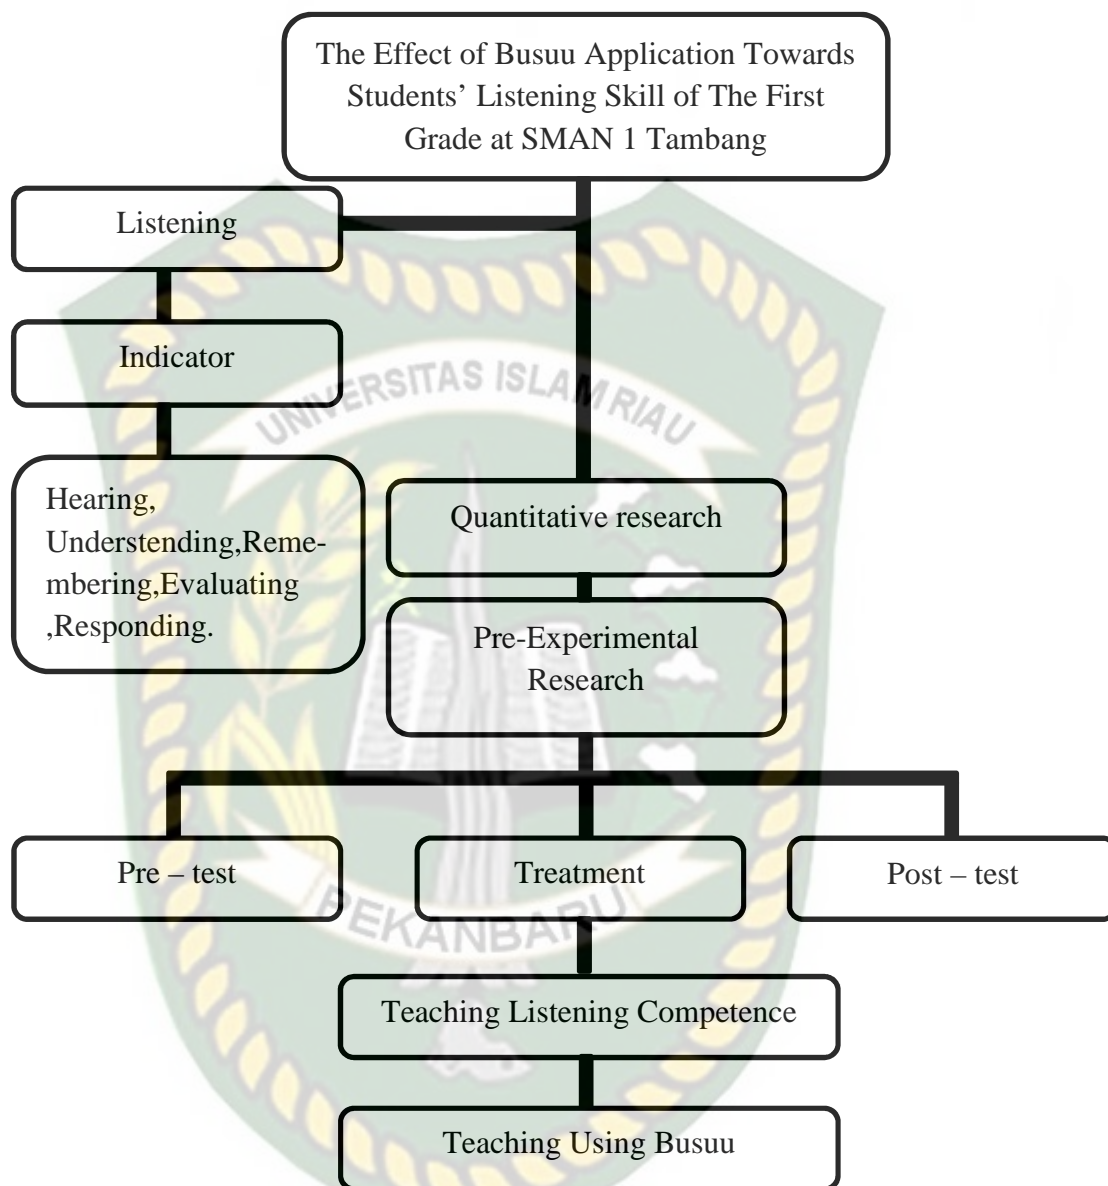 The Effect of Busuu Application Towards
Students’ Listening Skill of The First
Grade at SMAN 1 Tambang
Listening
Indicator
UNIVERSITAS ISLAM RIAU
Hearing,
Understending,Reme-
mbering,Evaluating
,Responding.
Quantitative research
Pre-Experimental
Research
Pre – test
Treatment
Post – test
PEKANBARU
Teaching Listening Competence
Teaching Using Busuu